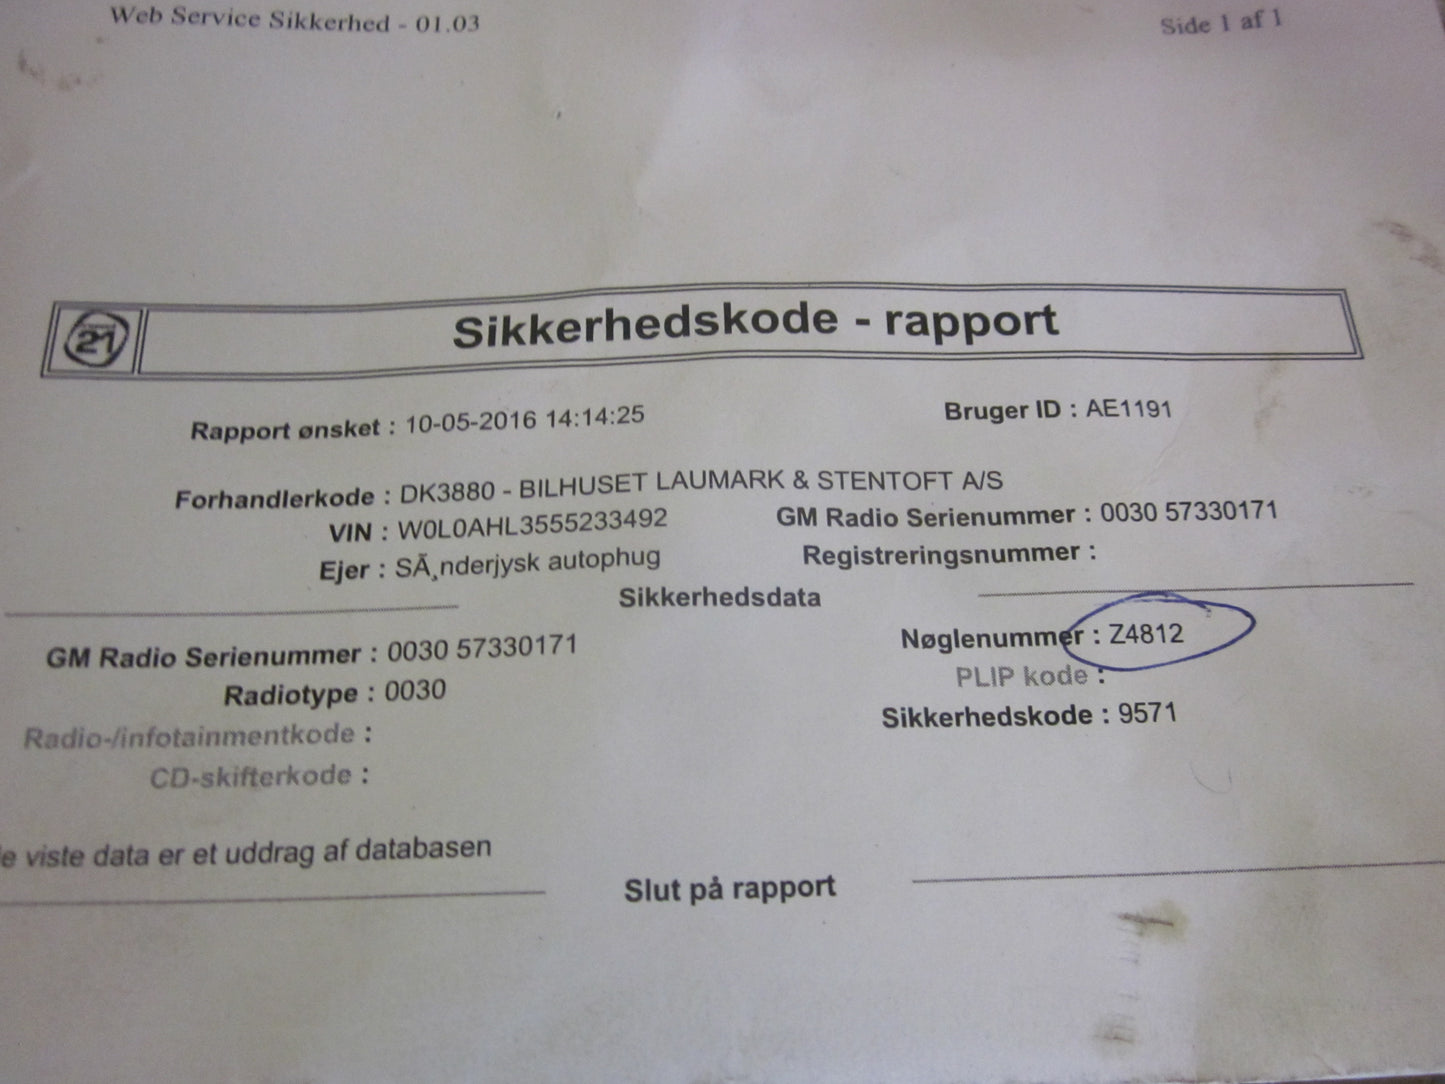 Web Service Sikkerhed - 01.03 Side 1 af 1
21 Sikkerhedskode - rapport
Rapport ønsket : 10-05-2016 14:14:25 Bruger ID : AE1191
Forhandlerkode : DK3880 - BILHUSET LAUMARK & STENTOFT A/S
VIN : W0L0AHL3555233492 GM Radio Serienummer : 0030 57330171
Ejer : SÃ¸nderjysk autophug Registreringsnummer :
Sikkerhedsdata
GM Radio Serienummer : 0030 57330171 Nøglenummer : Z4812
Radiotype : 0030 PLIP kode :
Radio-/infotainmentkode : Sikkerhedskode : 9571
CD-skifterkode :
e viste data er et uddrag af databasen
Slut på rapport